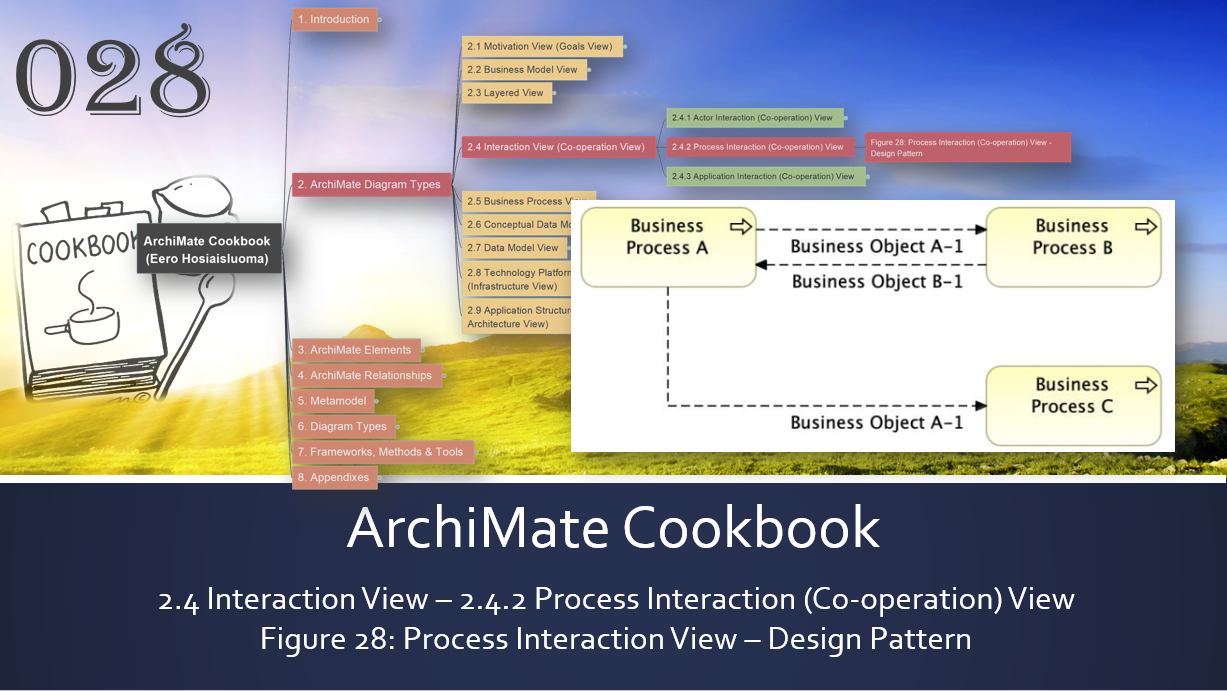 028
1. Introduction
2.1 Motivation View (Goals View)
2.2 Business Model View
2.3 Layered View
2.4 Interaction View (Co-operation View)
2.4.1 Actor Interaction (Co-operation) View
2.4.2 Process Interaction (Co-operation) View
2.4.3 Application Interaction (Co-operation) View
Figure 28: Process Interaction (Co-operation) View -
Design Pattern
2. ArchiMate Diagram Types
2.5 Business Process
2.6 Conceptual Data
2.7 Data Model View
2.8 Technology Platform
(Infrastructure View)
2.9 Application
Architecture View)
COOKBOOK
ArchiMate Cookbook
(Eero Hosiaisluoma)
3. ArchiMate Elements
4. ArchiMate Relationships
5. Metamodel
6. Diagram Types
7. Frameworks, Methods & Tools
8. Appendixes
Business
Process A
Business Object A-1
Business Object B-1
Business
Process B
Business Object A-1
Business
Process C
ArchiMate Cookbook
2.4 Interaction View – 2.4.2 Process Interaction (Co-operation) View
Figure 28: Process Interaction View – Design Pattern